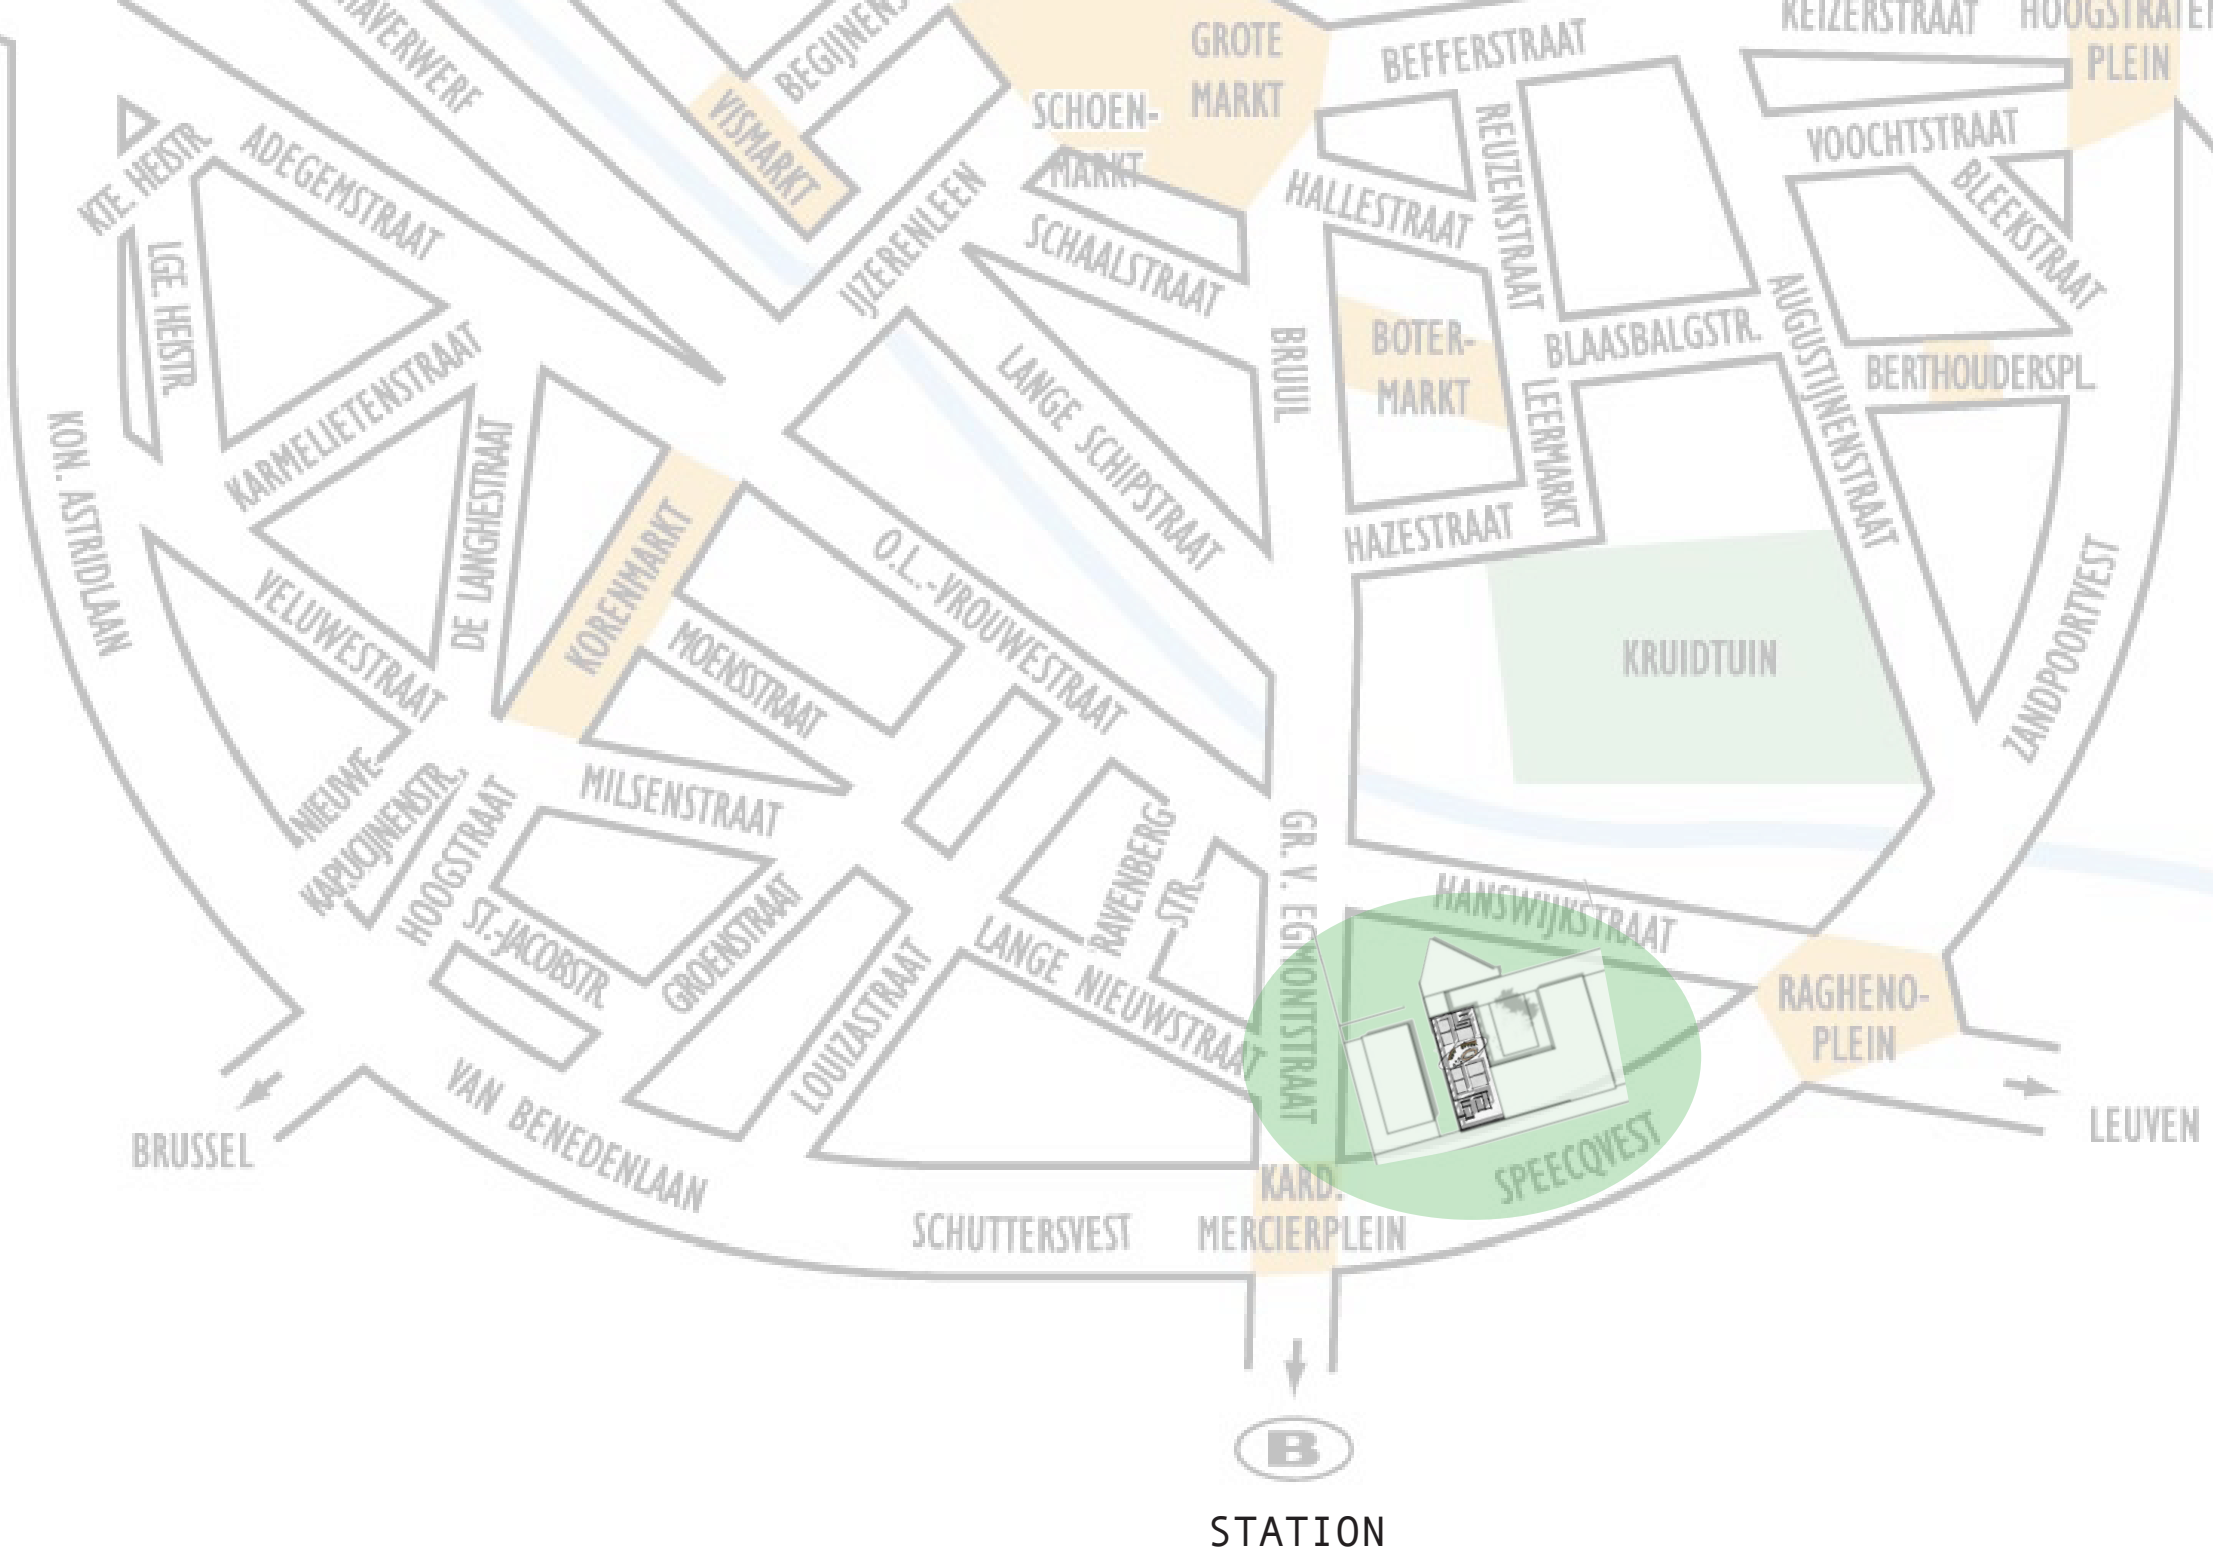 KEIZERSTRAAT
GROTE
MARKT
BEFFERSTRAAT
PLEIN
SCHOEN-
MARKT
VISMARKT
VOOCHTSTRAAT
KTE. HEISTR.
ADEGEMSTRAAT
REUZENSTRAAT
HALLESTRAAT
BLEEKSTRAAT
IJZERENLEEN
SCHAALSTRAAT
LGE. HEISTR.
BOTER-
MARKT
BRUUL
BLAASBALGSTR.
AUGUSTIJNENSTRAAT
BERTHOUDERSPL.
KARMELIETENSTRAAT
LANGE SCHIPSTRAAT
LEERMARKT
KON. ASTRIDLAAN
DE LANGHESTRAAT
HAZESTRAAT
KORENMARKT
O.L.-VROUWESTRAAT
VELUWESTRAAT
MOENSSTRAAT
KRUIDTUIN
ZANDPOORTVEST
NIEUWE-
KAPUCIJNENSTR.
HOOGSTRAAT
MILSENSTRAAT
RAVENBERG-
STR.
GR. V. EGMONTSTRAAT
HANSWIJKSTRAAT
ST.-JACOBSTR.
GROENSTRAAT
LOUIZASTRAAT
LANGE NIEUWSTRAAT
RAGHENO-
PLEIN
VAN BENEDENLAAN
BRUSSEL
LEUVEN
SPEECQVEST
KARD.
MERCIERPLEIN
SCHUTTERSVEST
B
STATION